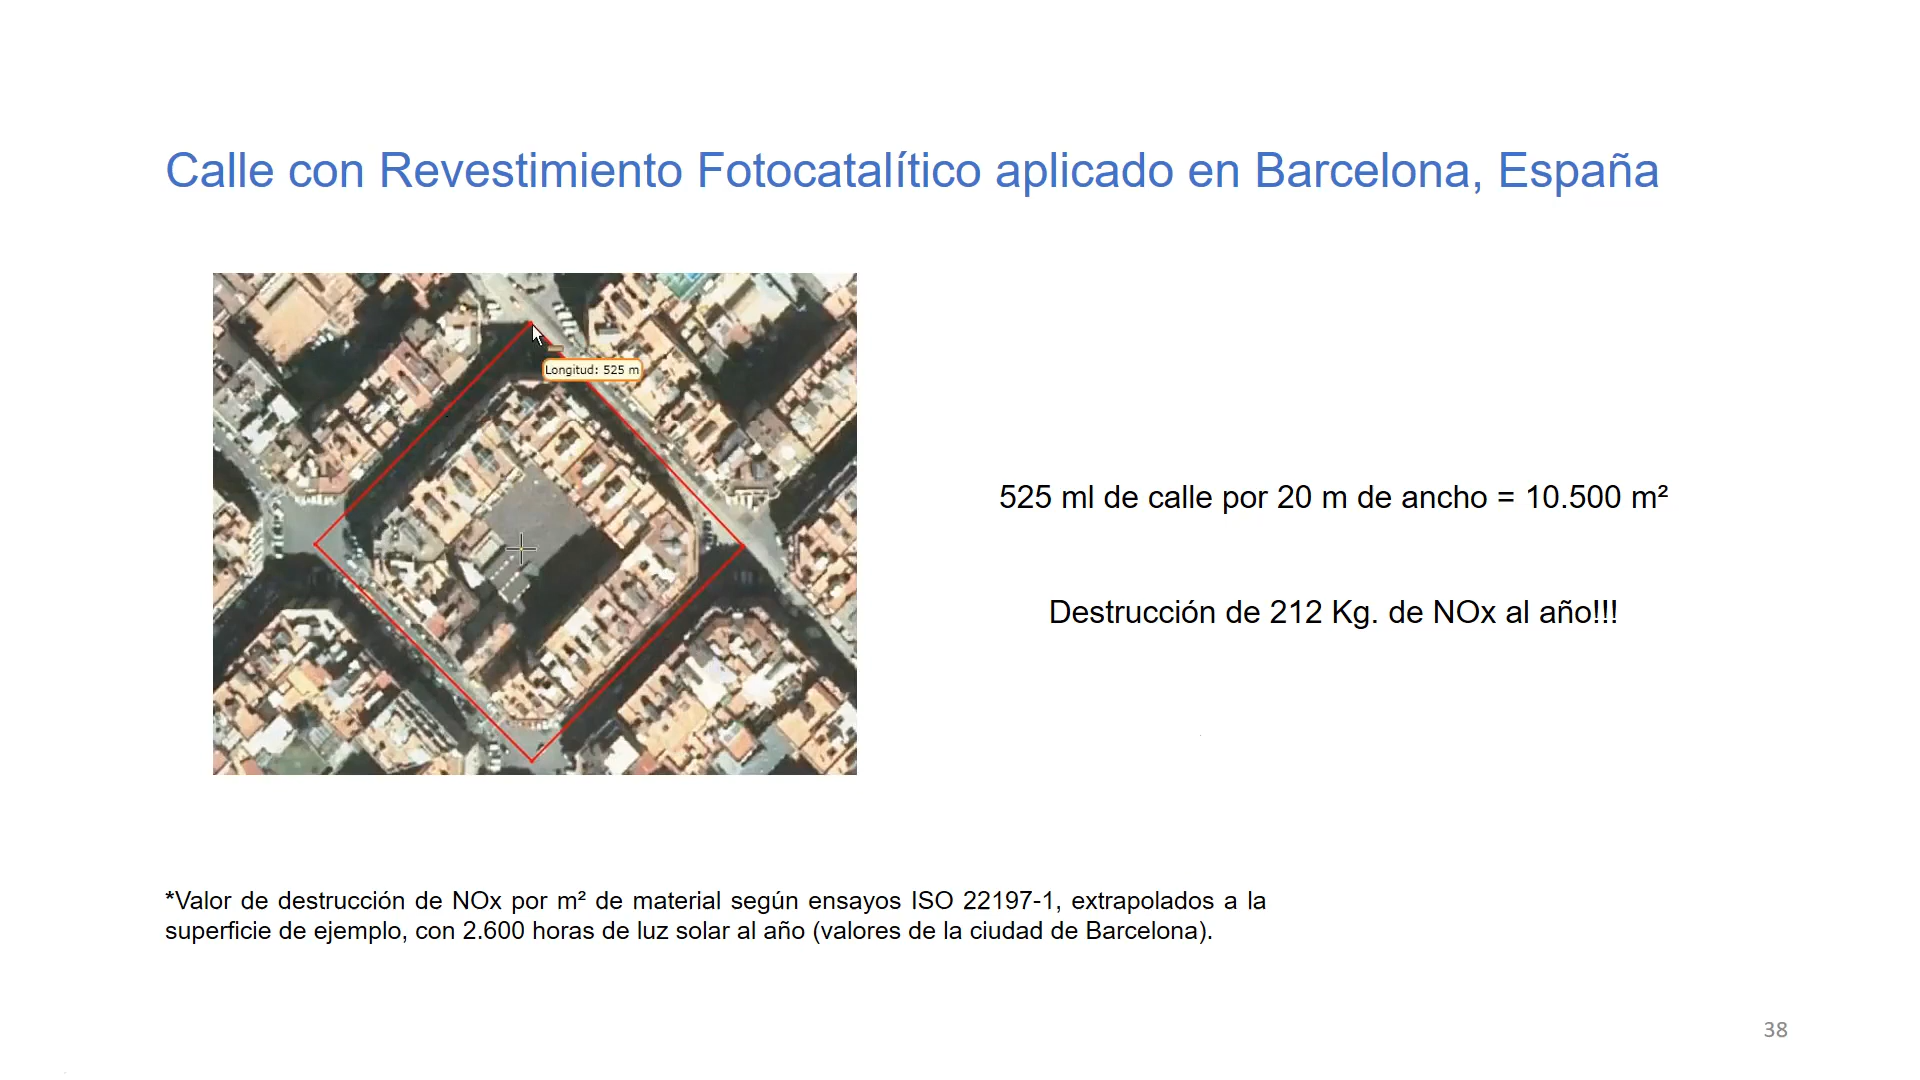 Calle con Revestimiento Fotocatalítico aplicado en Barcelona, España
Longitud: 525 m
525 ml de calle por 20 m de ancho = 10.500 m²
Destrucción de 212 Kg. de NOx al año!!!
*Valor de destrucción de NOx por m² de material según ensayos ISO 22197-1, extrapolados a la
superficie de ejemplo, con 2.600 horas de luz solar al año (valores de la ciudad de Barcelona).
38